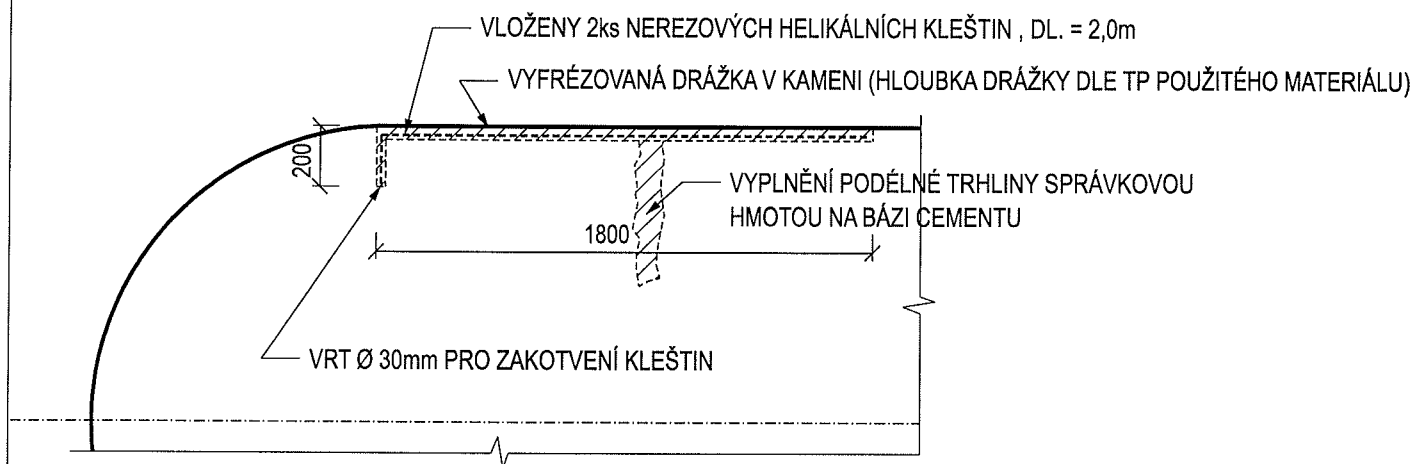 VLOŽENY 2ks NEREZOVÝCH HELIKÁLNÍCH KLEŠTIN , DL. = 2,0m
VYFRÉZOVANÁ DRÁŽKA V KAMENI (HLOUBKA DRÁŽKY DLE TP POUŽITÉHO MATERIÁLU)
200
VYPLNĚNÍ PODÉLNÉ TRHLINY SPRÁVKOVOU
HMOTOU NA BÁZI CEMENTU
1800
VRT Ø 30mm PRO ZAKOTVENÍ KLEŠTIN